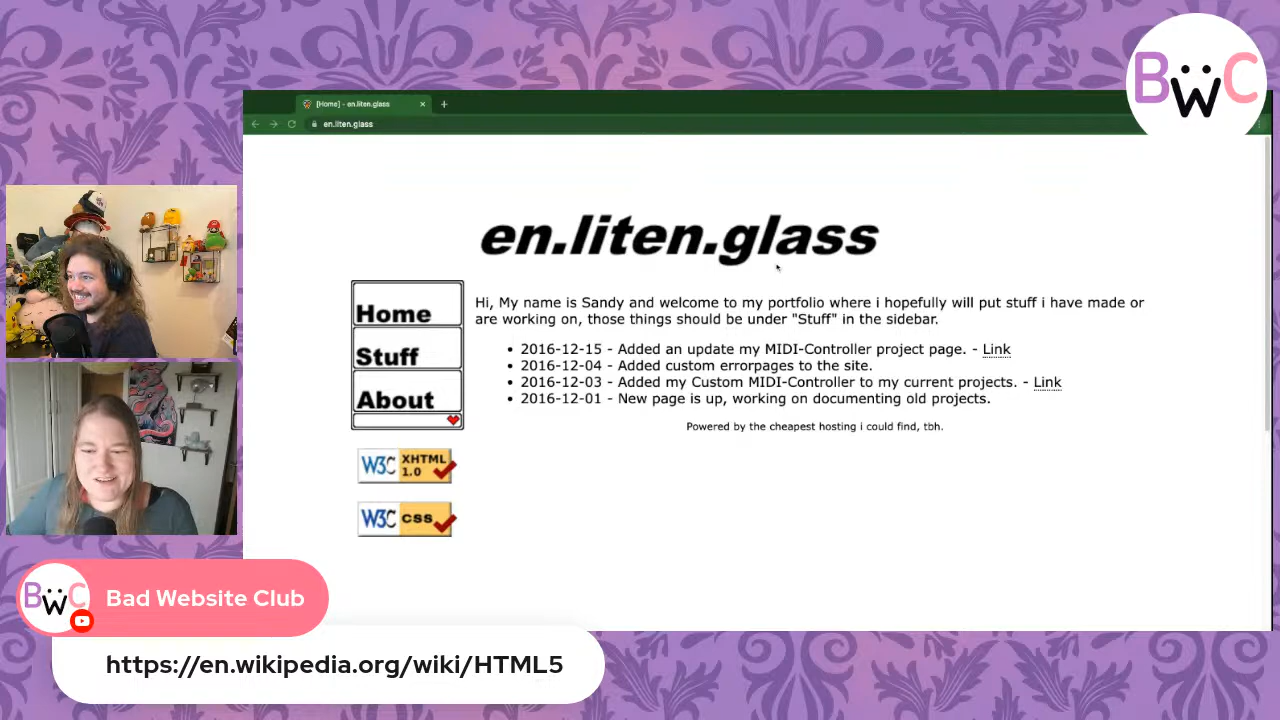 BWC
[Home] - en.liten.glass
en.liten.glass
en.liten.glass
Home
Stuff
About
Hi, My name is Sandy and welcome to my portfolio where i hopefully will put stuff i have made or
are working on, those things should be under "Stuff" in the sidebar.
2016-12-15 - Added an update my MIDI-Controller project page. - Link
2016-12-04 - Added custom errorpages to the site.
2016-12-03 - Added my Custom MIDI-Controller to my current projects. - Link
2016-12-01 - New page is up, working on documenting old projects.
Powered by the cheapest hosting i could find, tbh.
W3C XHTML 1.0
W3C css
BWC
Bad Website Club
https://en.wikipedia.org/wiki/HTML5